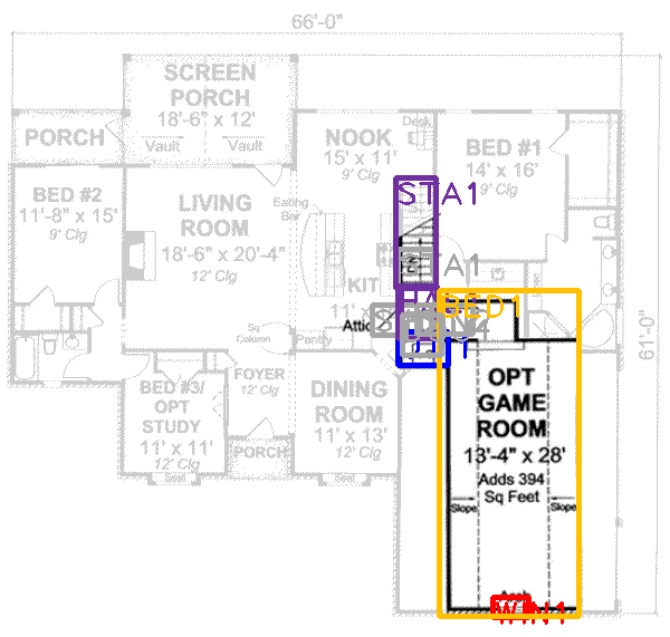 66'-0"
SCREEN
PORCH
18'-6" x 12'
Vault
Vault
PORCH
NOOK
15' x 11'
9' Clg
Desk
BED #1
14' x 16'
9' Clg
BED #2
11'-8" x 15'
9' Clg
LIVING
ROOM
18'-6" x 20'-4"
12' Clg
Eating
Bar
STA1
STA1
KIT
11' x
BED1
Attic
Sq
Column
Pantry
61'-0"
BED #3/
OPT
STUDY
11' x 11'
12' Clg
FOYER
12' Clg
PORCH
DINING
ROOM
11' x 13'
12' Clg
Seat
Seat
OPT
GAME
ROOM
13'-4" x 28'
Adds 394
Sq Feet
Slope
Slope
WIN1